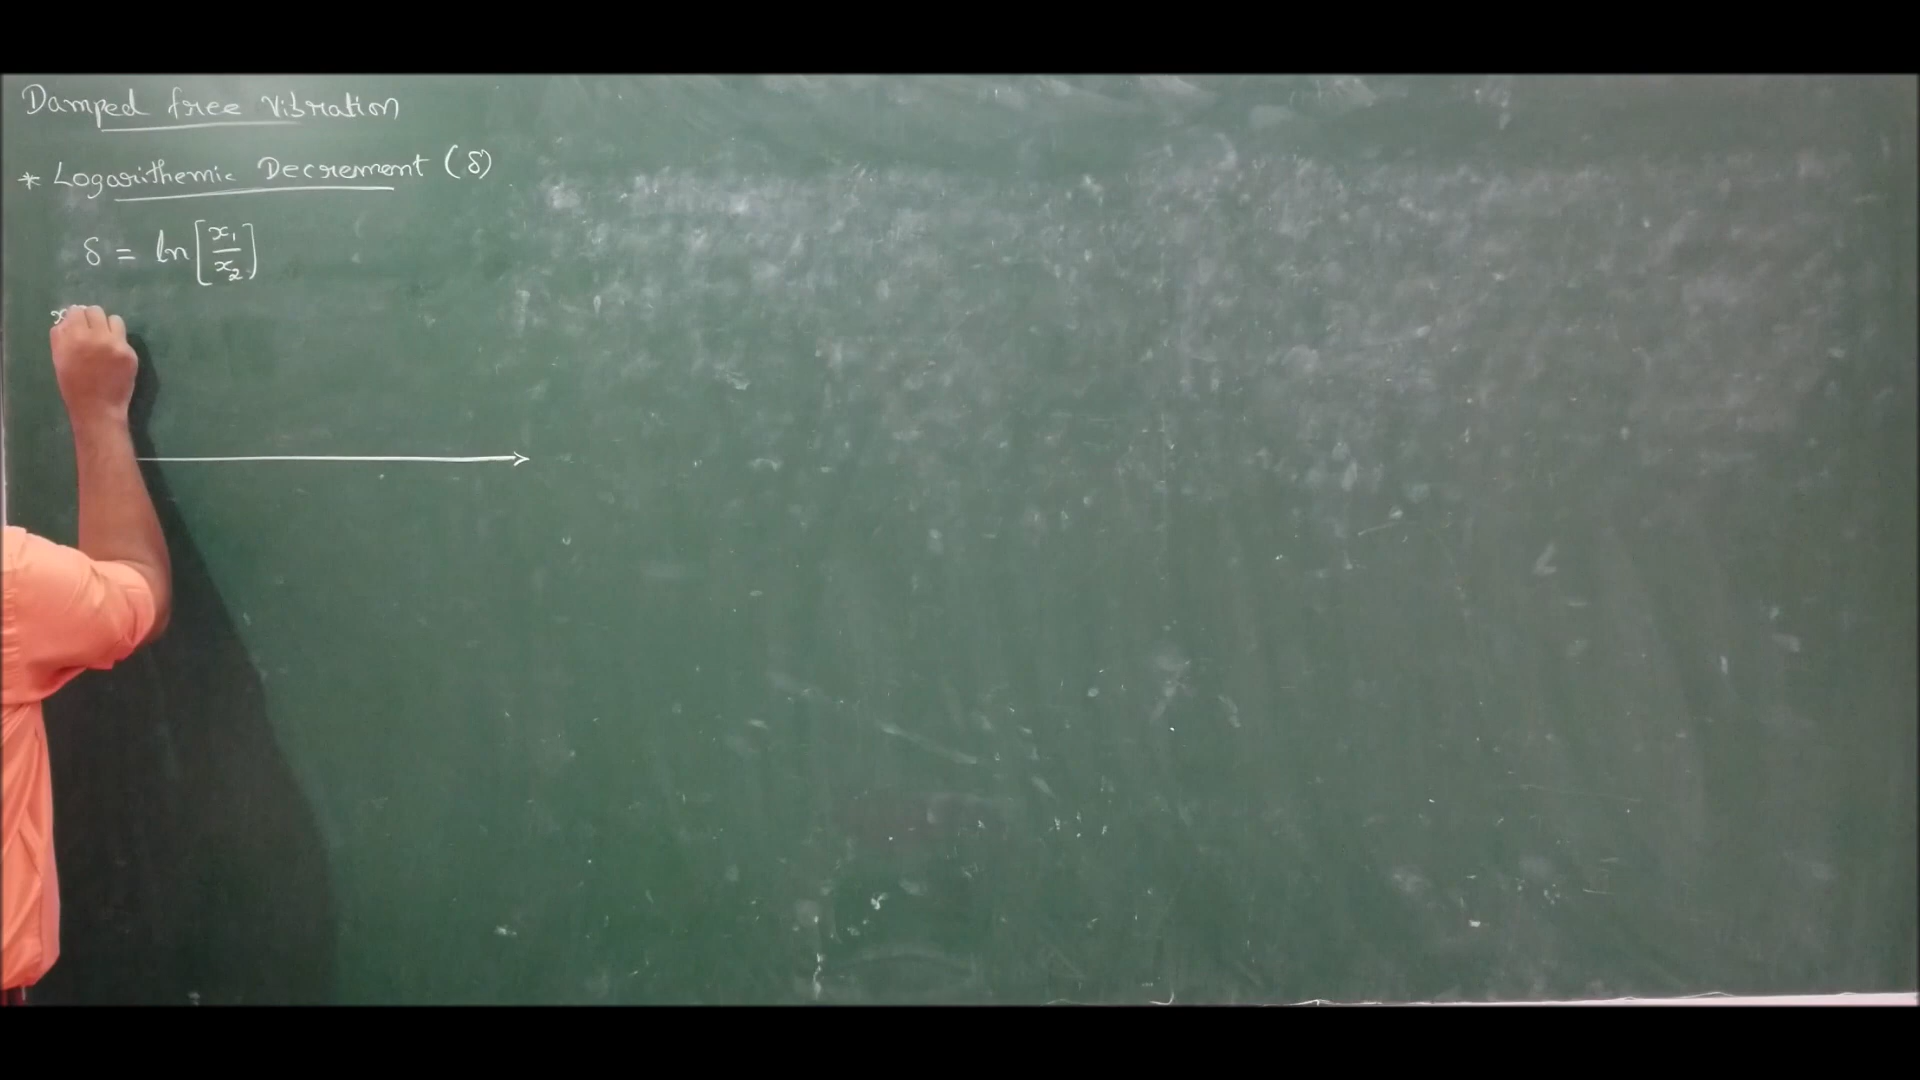 Damped free Vibration
* Logarithemic Decrement (δ)
δ = ln[x₁/x₂]
x